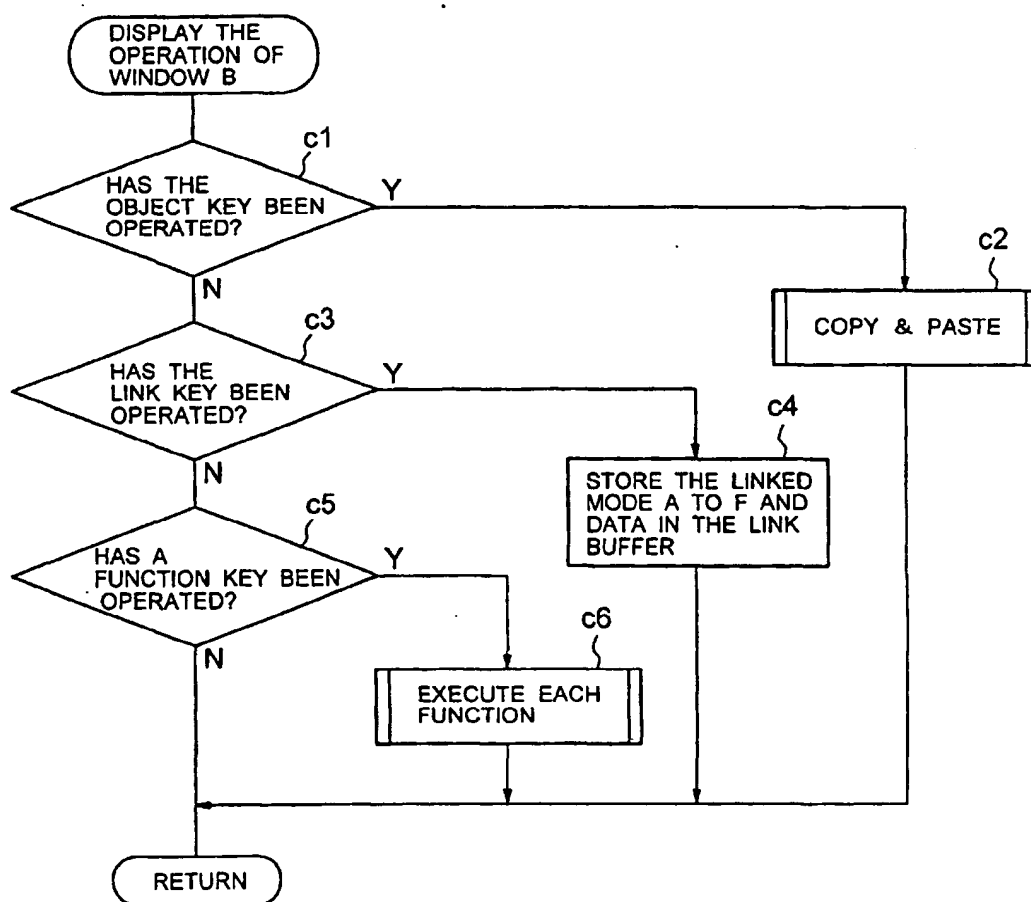 DISPLAY THE
OPERATION OF
WINDOW B
c1
HAS THE
OBJECT KEY BEEN
OPERATED?
Y
N
c2
COPY & PASTE
c3
HAS THE
LINK KEY BEEN
OPERATED?
Y
N
c4
STORE THE LINKED
MODE A TO F AND
DATA IN THE LINK
BUFFER
c5
HAS A
FUNCTION KEY BEEN
OPERATED?
Y
N
c6
EXECUTE EACH
FUNCTION
RETURN